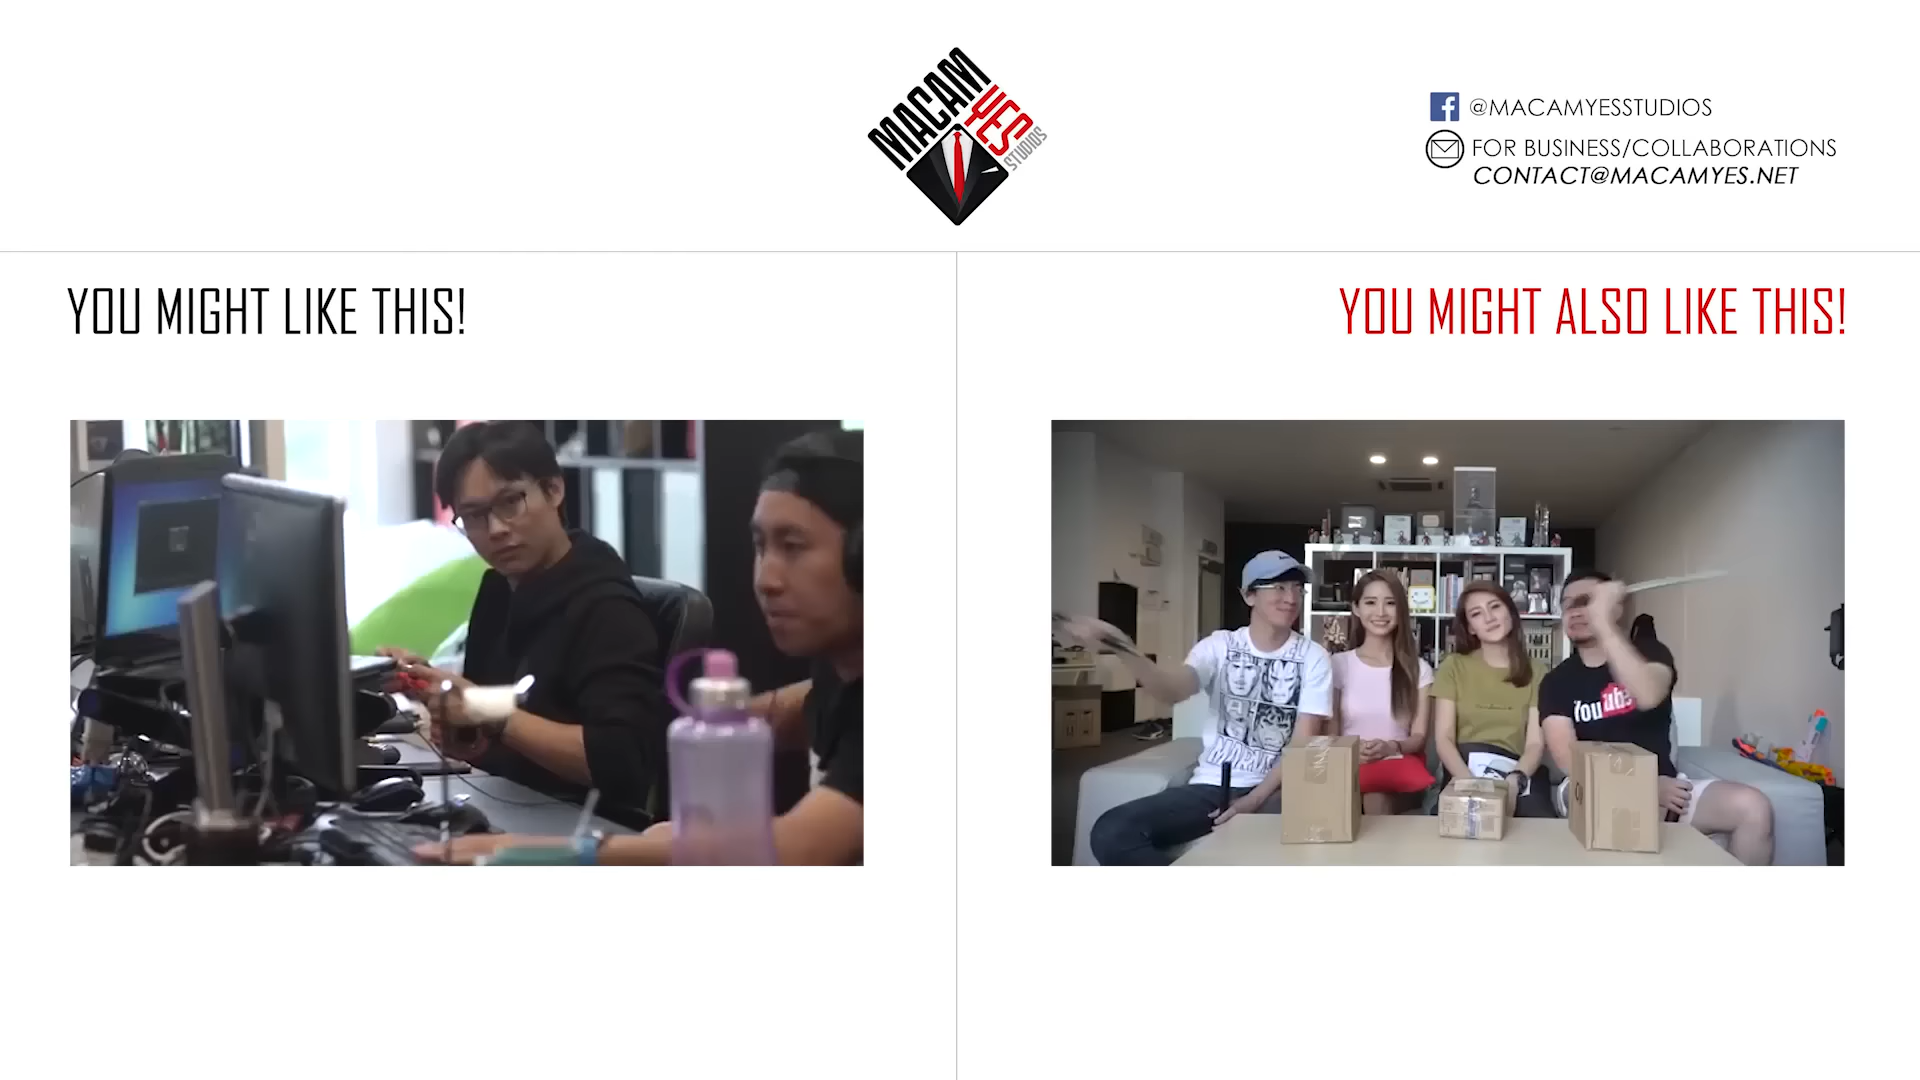 MACAM
YES
STUDIOS
@MACAMYESSTUDIOS
FOR BUSINESS/COLLABORATIONS
CONTACT@MACAMYES.NET
YOU MIGHT LIKE THIS!
YOU MIGHT ALSO LIKE THIS!
YouTube